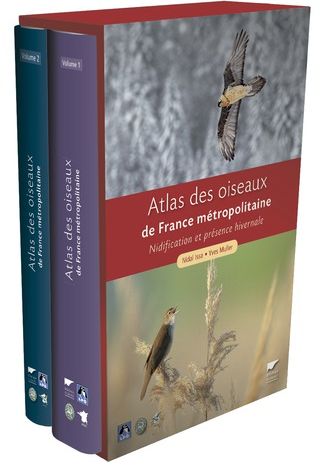 Volume 2
Atlas des oiseaux
de France métropolitaine
Volume 1
Atlas des oiseaux
de France métropolitaine
Atlas des oiseaux
de France métropolitaine
Nidification et présence hivernale
Nidal Issa • Yves Muller